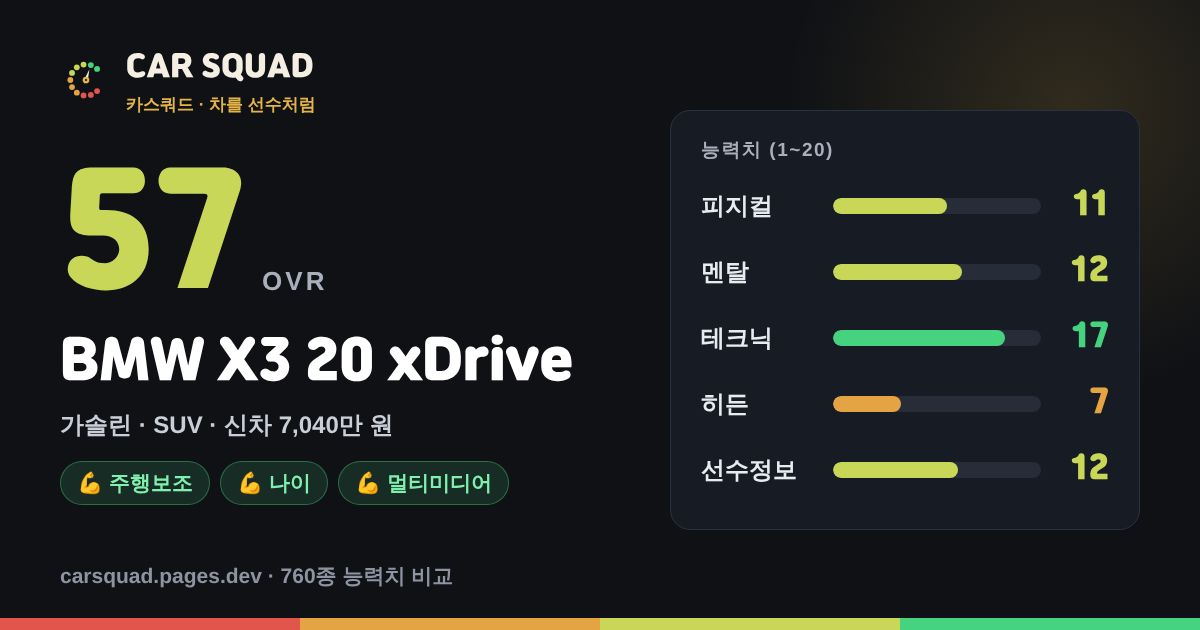 CAR SQUAD
카스쿼드 · 차를 선수처럼
57 OVR
BMW X3 20 xDrive
가솔린 · SUV · 신차 7,040만 원
💪 주행보조 💪 나이 💪 멀티미디어
carsquad.pages.dev · 760종 능력치 비교
능력치 (1~20)
피지컬 11
멘탈 12
테크닉 17
히든 7
선수정보 12